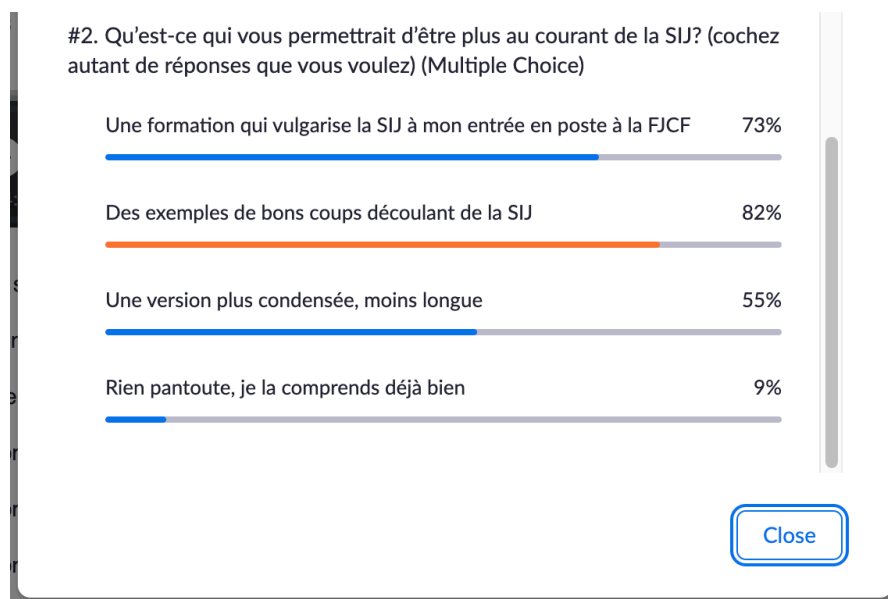 #2. Qu’est-ce qui vous permettrait d’être plus au courant de la SIJ? (cochez
autant de réponses que vous voulez) (Multiple Choice)
Une formation qui vulgarise la SIJ à mon entrée en poste à la FJCF 73%
Des exemples de bons coups découlant de la SIJ 82%
Une version plus condensée, moins longue 55%
Rien pantoute, je la comprends déjà bien 9%
Close